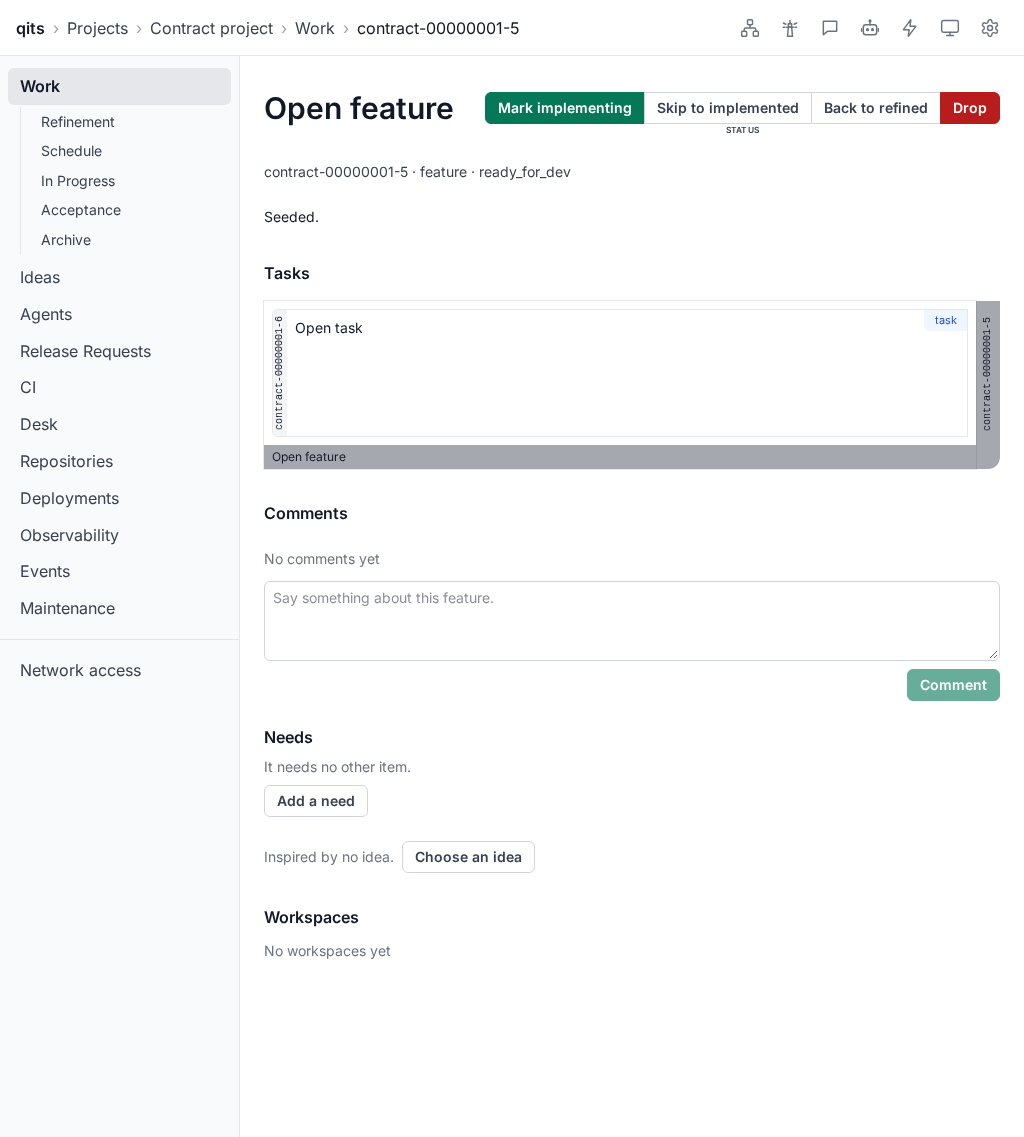 qits › Projects › Contract project › Work › contract-00000001-5
Work
Refinement
Schedule
In Progress
Acceptance
Archive
Ideas
Agents
Release Requests
CI
Desk
Repositories
Deployments
Observability
Events
Maintenance
Network access
Open feature
Mark implementing
Skip to implemented
Back to refined
Drop
STATUS
contract-00000001-5 · feature · ready_for_dev
Seeded.
Tasks
contract-00000001-6
Open task
task
contract-00000001-5
Open feature
Comments
No comments yet
Say something about this feature.
Comment
Needs
It needs no other item.
Add a need
Inspired by no idea.
Choose an idea
Workspaces
No workspaces yet